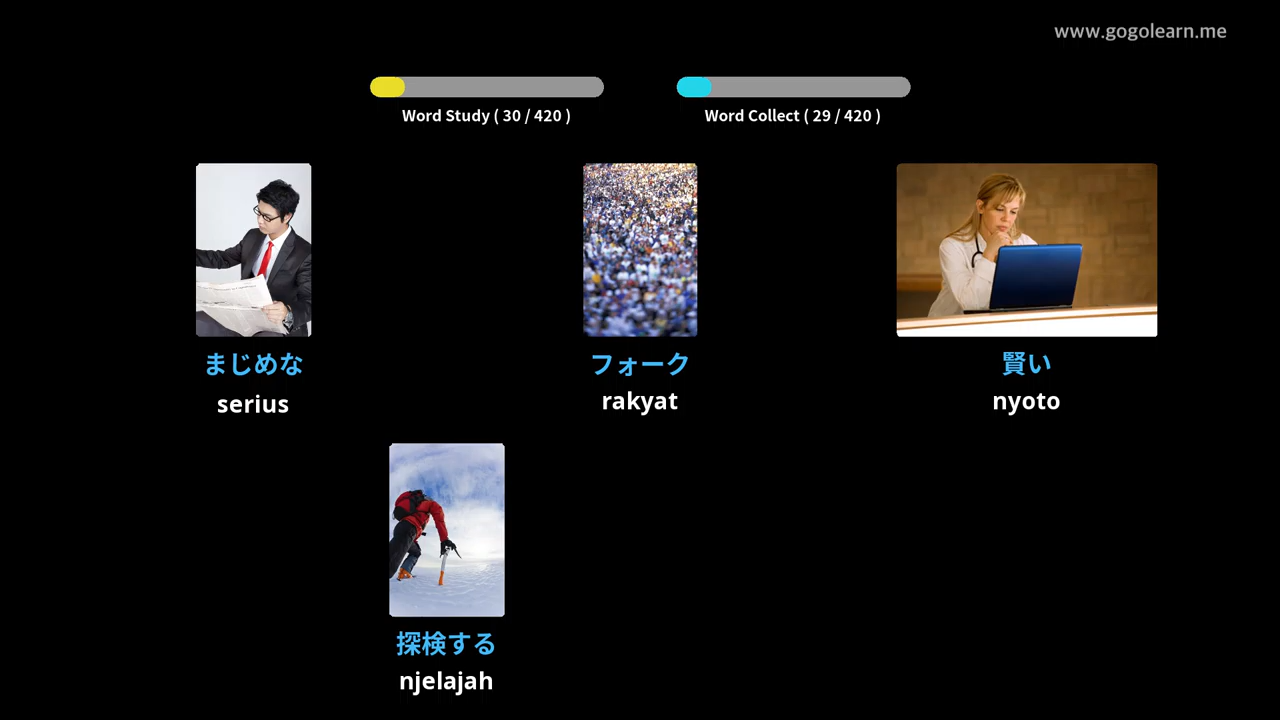 www.gogolearn.me
Word Study ( 30 / 420 )
Word Collect ( 29 / 420 )
まじめな
serius
フォーク
rakyat
賢い
nyoto
探検する
njelajah